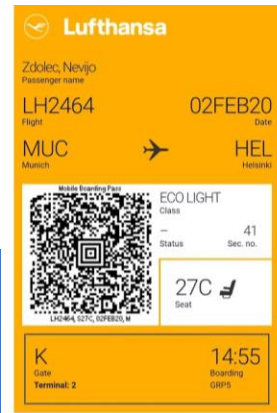 Lufthansa
Zdolec, Nevijo
Passenger name
LH2464 02FEB20
Flight Date
MUC HEL
Munich Helsinki
Mobile Boarding Pass
ECO LIGHT
Class
– 41
Status Sec. no.
27C
Seat
LH2464, S27C, 02FEB20, M
K 14:55
Gate Boarding
Terminal: 2 GRP5